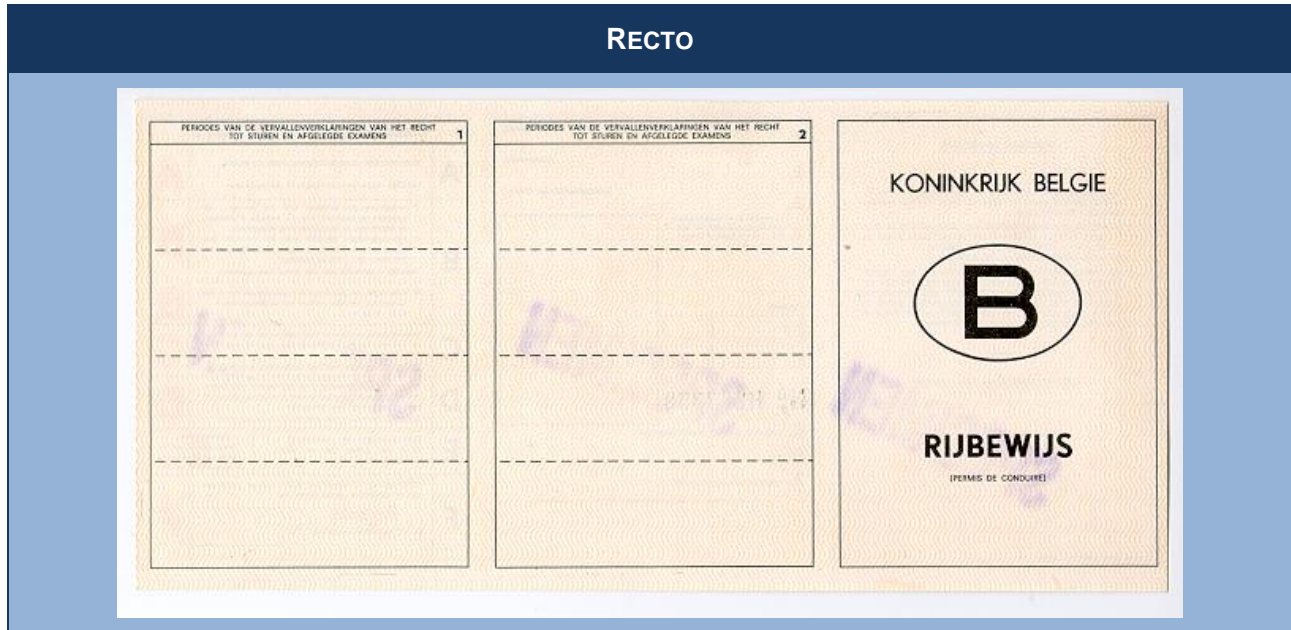 RECTO
PERIODES VAN DE VERVALLENVERKLARINGEN VAN HET RECHT
TOT STUREN EN AFGELEGDE EXAMENS
1
PERIODES VAN DE VERVALLENVERKLARINGEN VAN HET RECHT
TOT STUREN EN AFGELEGDE EXAMENS
2
KONINKRIJK BELGIE
B
RIJBEWIJS
(PERMIS DE CONDUIRE)